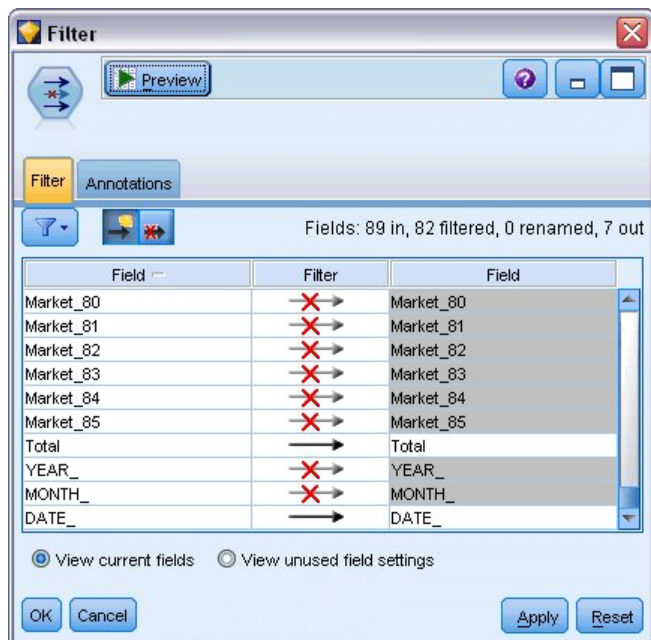 Filter
Preview
?
Filter Annotations
Fields: 89 in, 82 filtered, 0 renamed, 7 out
Field Filter Field
Market_80 Market_80
Market_81 Market_81
Market_82 Market_82
Market_83 Market_83
Market_84 Market_84
Market_85 Market_85
Total Total
YEAR_ YEAR_
MONTH_ MONTH_
DATE_ DATE_
View current fields View unused field settings
OK Cancel Apply Reset